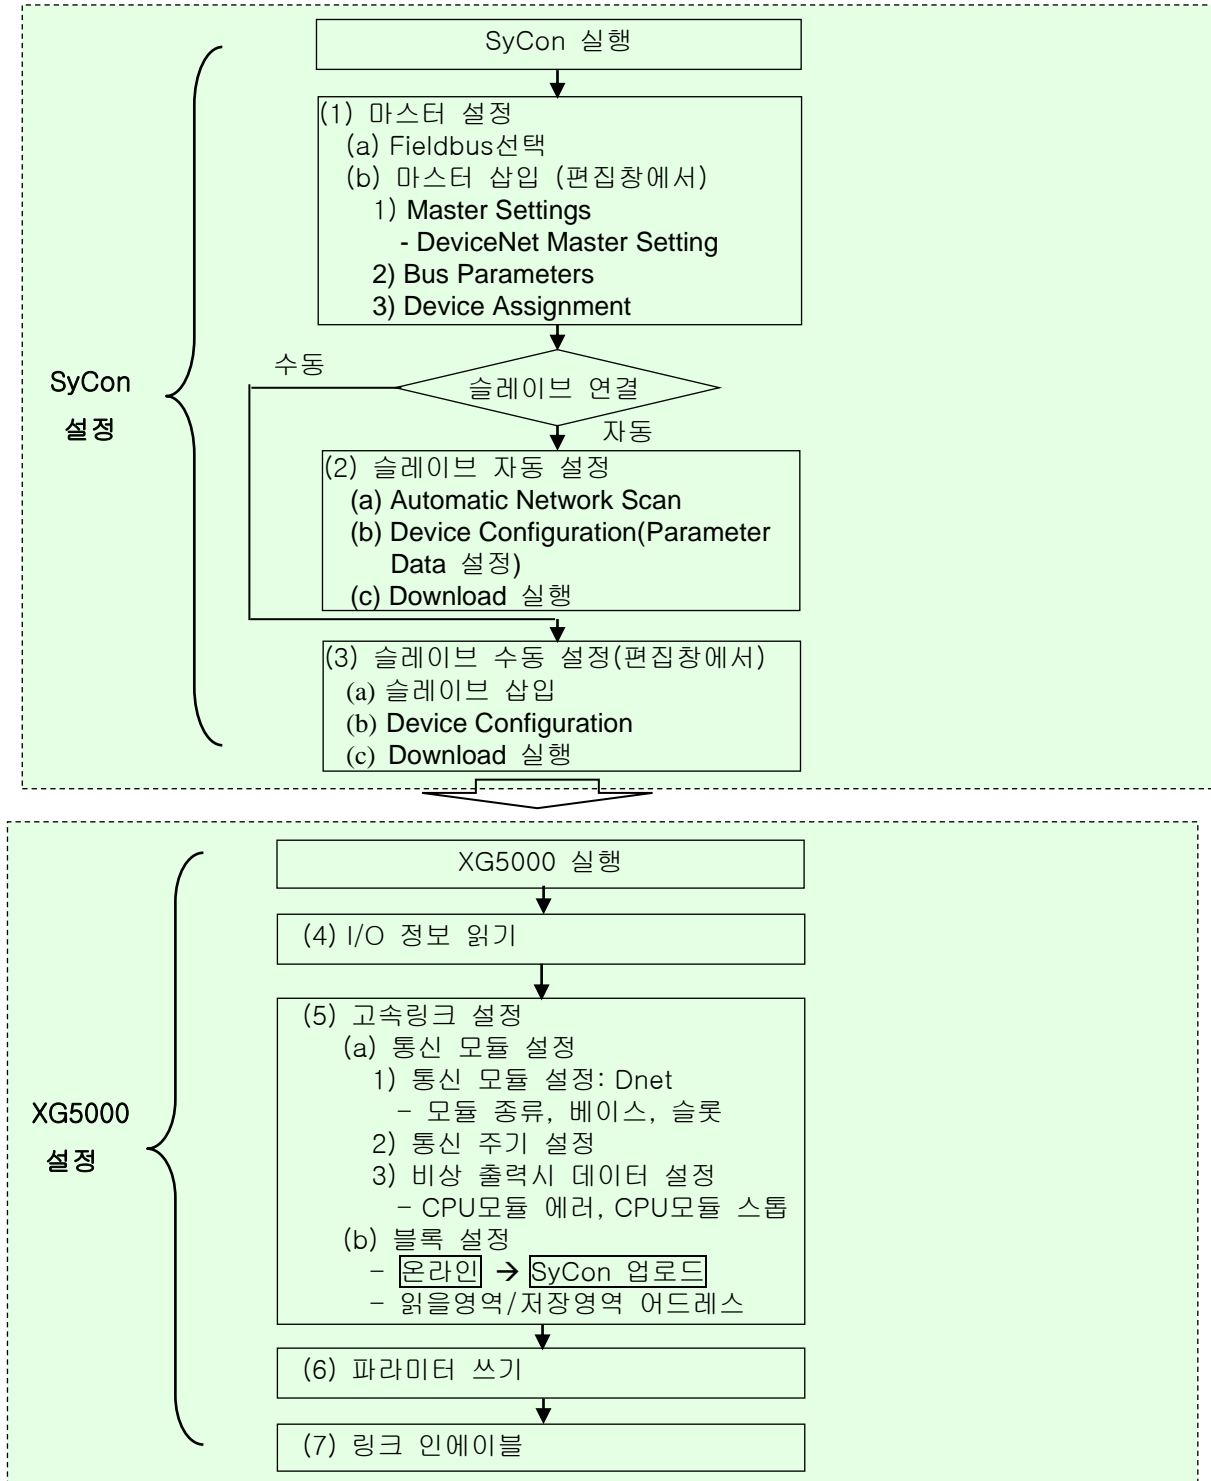 SyCon 실행
(1) 마스터 설정
(a) Fieldbus선택
(b) 마스터 삽입 (편집창에서)
1) Master Settings
- DeviceNet Master Setting
2) Bus Parameters
3) Device Assignment
수동
슬레이브 연결
자동
SyCon
설정
(2) 슬레이브 자동 설정
(a) Automatic Network Scan
(b) Device Configuration(Parameter
Data 설정)
(c) Download 실행
(3) 슬레이브 수동 설정(편집창에서)
(a) 슬레이브 삽입
(b) Device Configuration
(c) Download 실행
XG5000 실행
(4) I/O 정보 읽기
(5) 고속링크 설정
(a) 통신 모듈 설정
1) 통신 모듈 설정: Dnet
- 모듈 종류, 베이스, 슬롯
2) 통신 주기 설정
3) 비상 출력시 데이터 설정
- CPU모듈 에러, CPU모듈 스톱
(b) 블록 설정
- 온라인 → SyCon 업로드
- 읽을영역/저장영역 어드레스
XG5000
설정
(6) 파라미터 쓰기
(7) 링크 인에이블